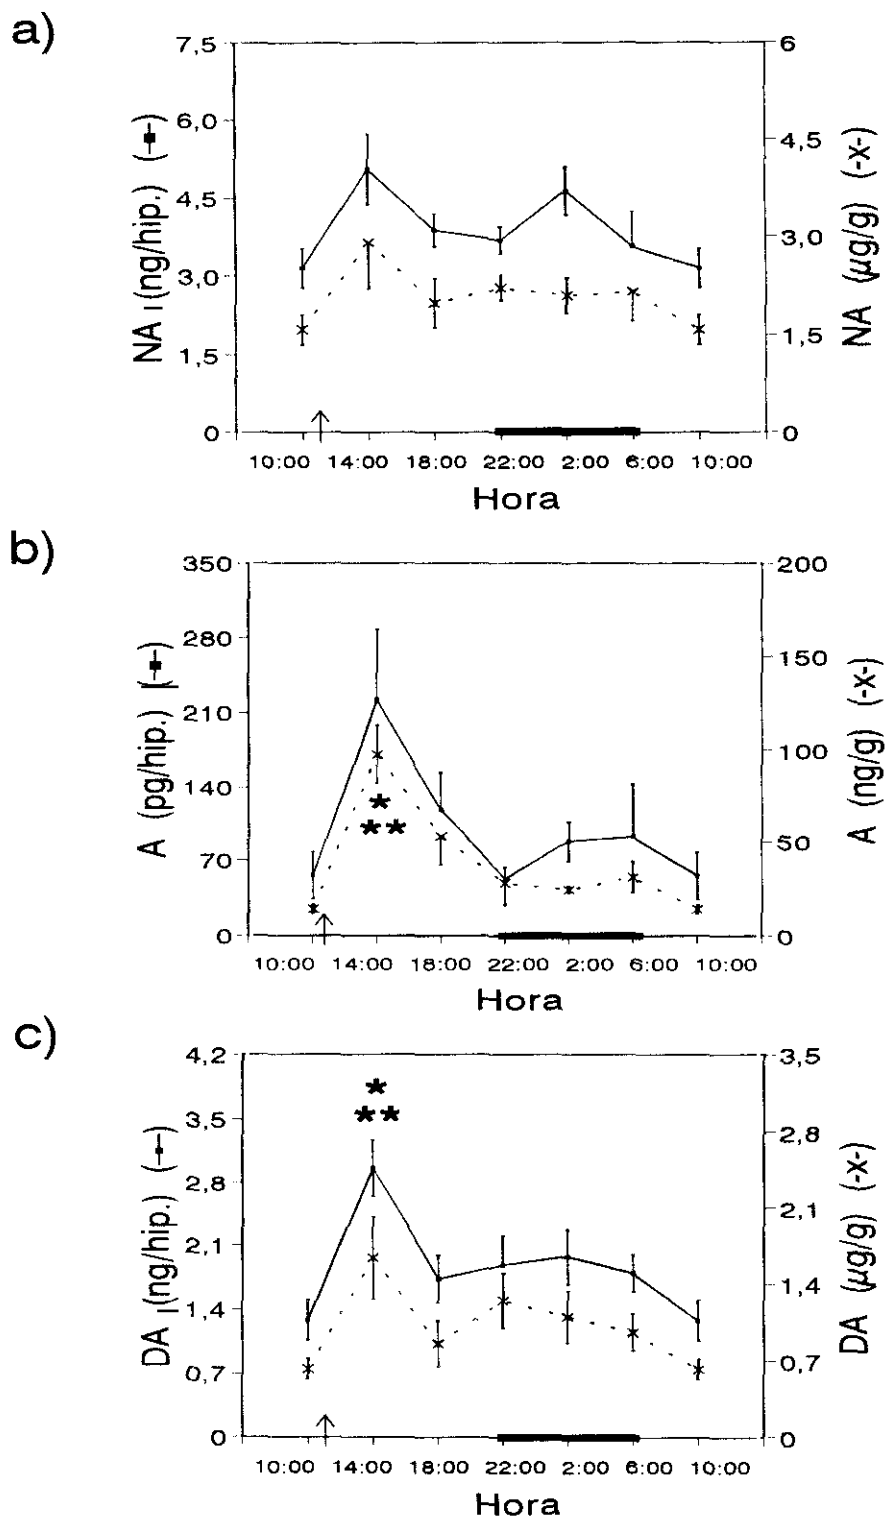 a)
7,5
6,0
4,5
3,0
1,5
0
6
4,5
3,0
1,5
0
NA (ng/hip.) (-■-)
NA (µg/g) (-x-)
10:00 14:00 18:00 22:00 2:00 6:00 10:00
Hora
b)
350
280
210
140
70
0
200
150
100
50
0
A (pg/hip.) (-■-)
A (ng/g) (-x-)
*
**
10:00 14:00 18:00 22:00 2:00 6:00 10:00
Hora
c)
4,2
3,5
2,8
2,1
1,4
0,7
0
3,5
2,8
2,1
1,4
0,7
0
DA (ng/hip.) (-■-)
DA (µg/g) (-x-)
*
**
10:00 14:00 18:00 22:00 2:00 6:00 10:00
Hora